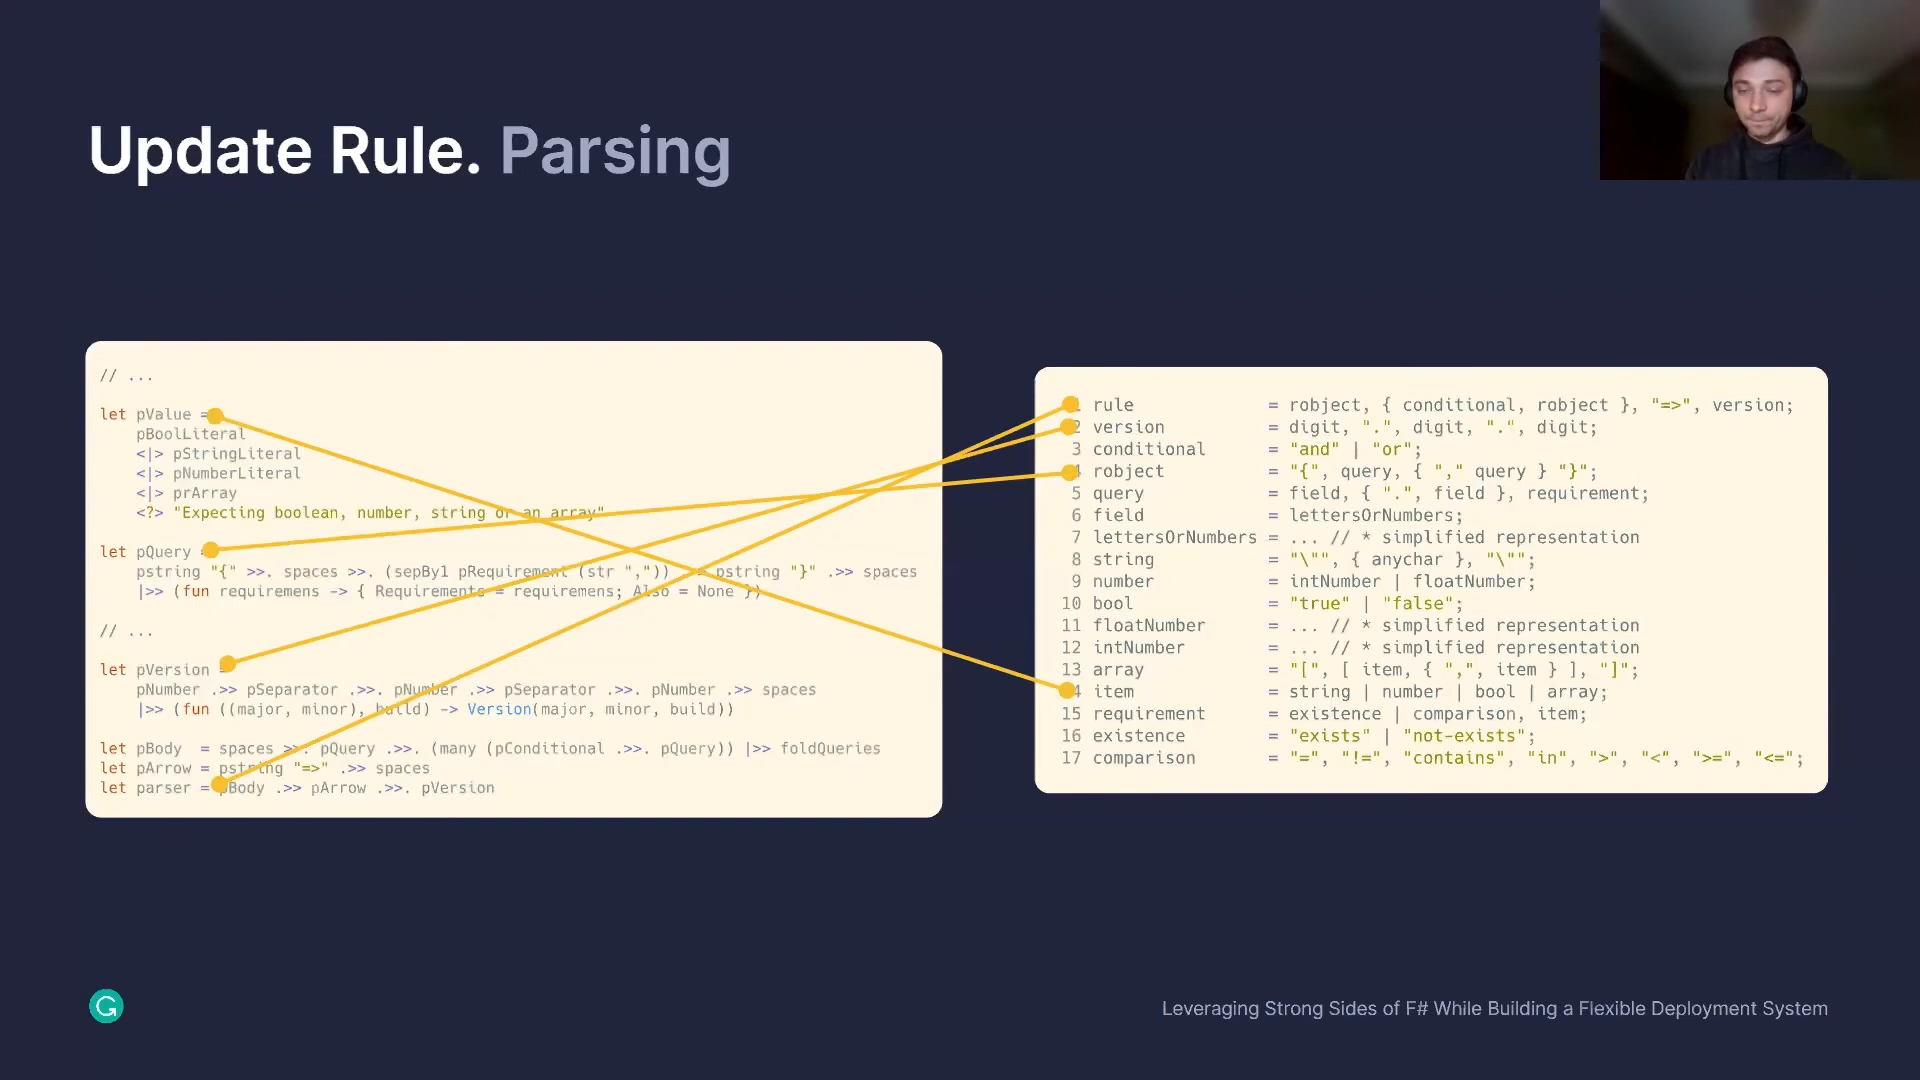 Update Rule. Parsing
// ...
let pValue =
pBoolLiteral
<|> pStringLiteral
<|> pNumberLiteral
<|> prArray
<?> "Expecting boolean, number, string or an array"
let pQuery =
pstring "{" >>. spaces >>. (sepBy1 pRequirement (str ",")) .>> pstring "}" .>> spaces
|>> (fun requiremens -> { Requirements = requiremens; Also = None })
// ...
let pVersion =
pNumber .>> pSeparator .>>. pNumber .>> pSeparator .>>. pNumber .>> spaces
|>> (fun ((major, minor), build) -> Version(major, minor, build))
let pBody = spaces >>. pQuery .>>. (many (pConditional .>>. pQuery)) |>> foldQueries
let pArrow = pstring "=>" .>> spaces
let parser = pBody .>> pArrow .>>. pVersion
1 rule = robject, { conditional, robject }, "=>", version;
2 version = digit, ".", digit, ".", digit;
3 conditional = "and" | "or";
4 robject = "{", query, { "," query } "}";
5 query = field, { ".", field }, requirement;
6 field = lettersOrNumbers;
7 lettersOrNumbers = ... // * simplified representation
8 string = "\"", { anychar }, "\"";
9 number = intNumber | floatNumber;
10 bool = "true" | "false";
11 floatNumber = ... // * simplified representation
12 intNumber = ... // * simplified representation
13 array = "[", [ item, { ",", item } ], "]";
14 item = string | number | bool | array;
15 requirement = existence | comparison, item;
16 existence = "exists" | "not-exists";
17 comparison = "=", "!=", "contains", "in", ">", "<", ">=", "<=";
Leveraging Strong Sides of F# While Building a Flexible Deployment System